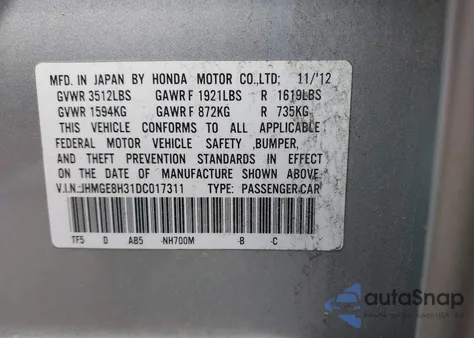 MFD. IN JAPAN BY HONDA MOTOR CO.,LTD; 11/'12
GVWR 3512LBS GAWR F 1921LBS R 1619LBS
GVWR 1594KG GAWR F 872KG R 735KG
THIS VEHICLE CONFORMS TO ALL APPLICABLE
FEDERAL MOTOR VEHICLE SAFETY ,BUMPER,
AND THEFT PREVENTION STANDARDS IN EFFECT
ON THE DATE OF MANUFACTURE SHOWN ABOVE.
V.I.N.:JHMGE8H31DC017311 TYPE: PASSENGER CAR
TF5 D AB5 -NH700M -B -C
autoSnap